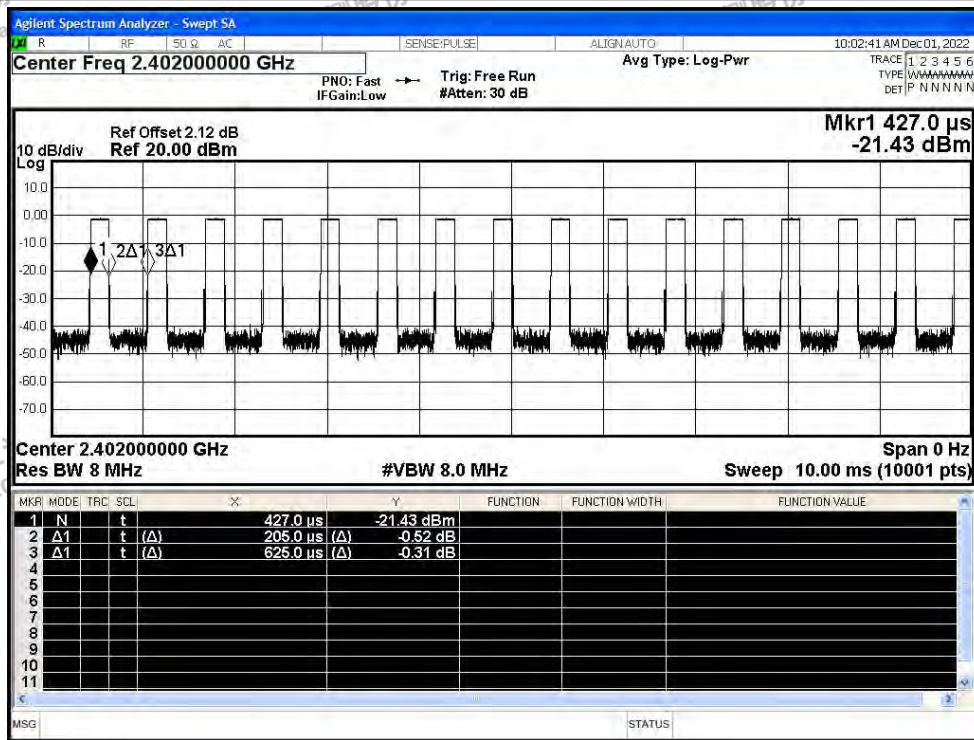 Agilent Spectrum Analyzer - Swept SA
R RF 50 Ω AC SENSE:PULSE ALIGNAUTO 10:02:41 AM Dec 01, 2022
Center Freq 2.402000000 GHz
PNO: Fast
IFGain:Low
Trig: Free Run
#Atten: 30 dB
Avg Type: Log-Pwr
TRACE 1 2 3 4 5 6
TYPE
DET P N N N N N
Mkr1 427.0 µs
-21.43 dBm
Ref Offset 2.12 dB
10 dB/div Ref 20.00 dBm
Log
10.0
0.00
-10.0
1 2Δ1 3Δ1
-20.0
-30.0
-40.0
-50.0
-60.0
-70.0
Center 2.402000000 GHz Span 0 Hz
Res BW 8 MHz #VBW 8.0 MHz Sweep 10.00 ms (10001 pts)
MKR MODE TRC SCL X Y FUNCTION FUNCTION WIDTH FUNCTION VALUE
1 N t 427.0 µs -21.43 dBm
2 Δ1 t (Δ) 205.0 µs (Δ) -0.52 dB
3 Δ1 t (Δ) 625.0 µs (Δ) -0.31 dB
4
5
6
7
8
9
10
11
MSG STATUS